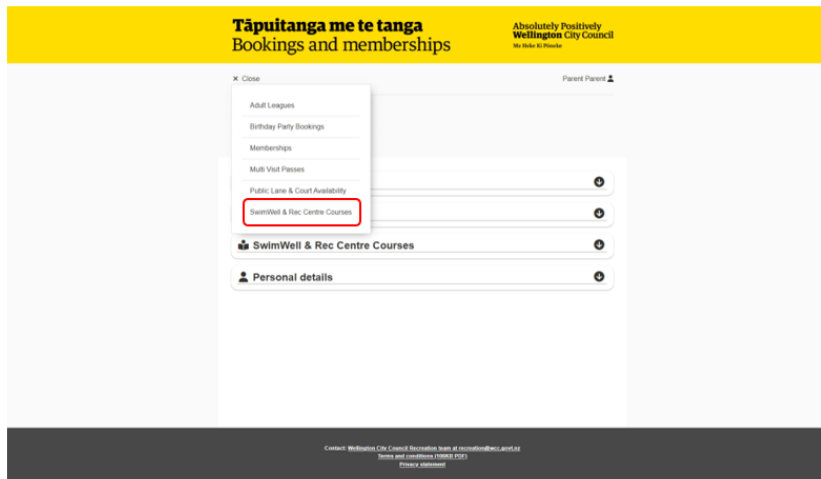 Tāpuitanga me te tanga
Bookings and memberships
Absolutely Positively
Wellington City Council
Me Heke Ki Pōneke
× Close
Parent Parent
Adult Leagues
Birthday Party Bookings
Memberships
Multi Visit Passes
Public Lane & Court Availability
SwimWell & Rec Centre Courses
SwimWell & Rec Centre Courses
Personal details
Contact: Wellington City Council Recreation team at recreation@wcc.govt.nz
Terms and conditions (100KB PDF)
Privacy statement